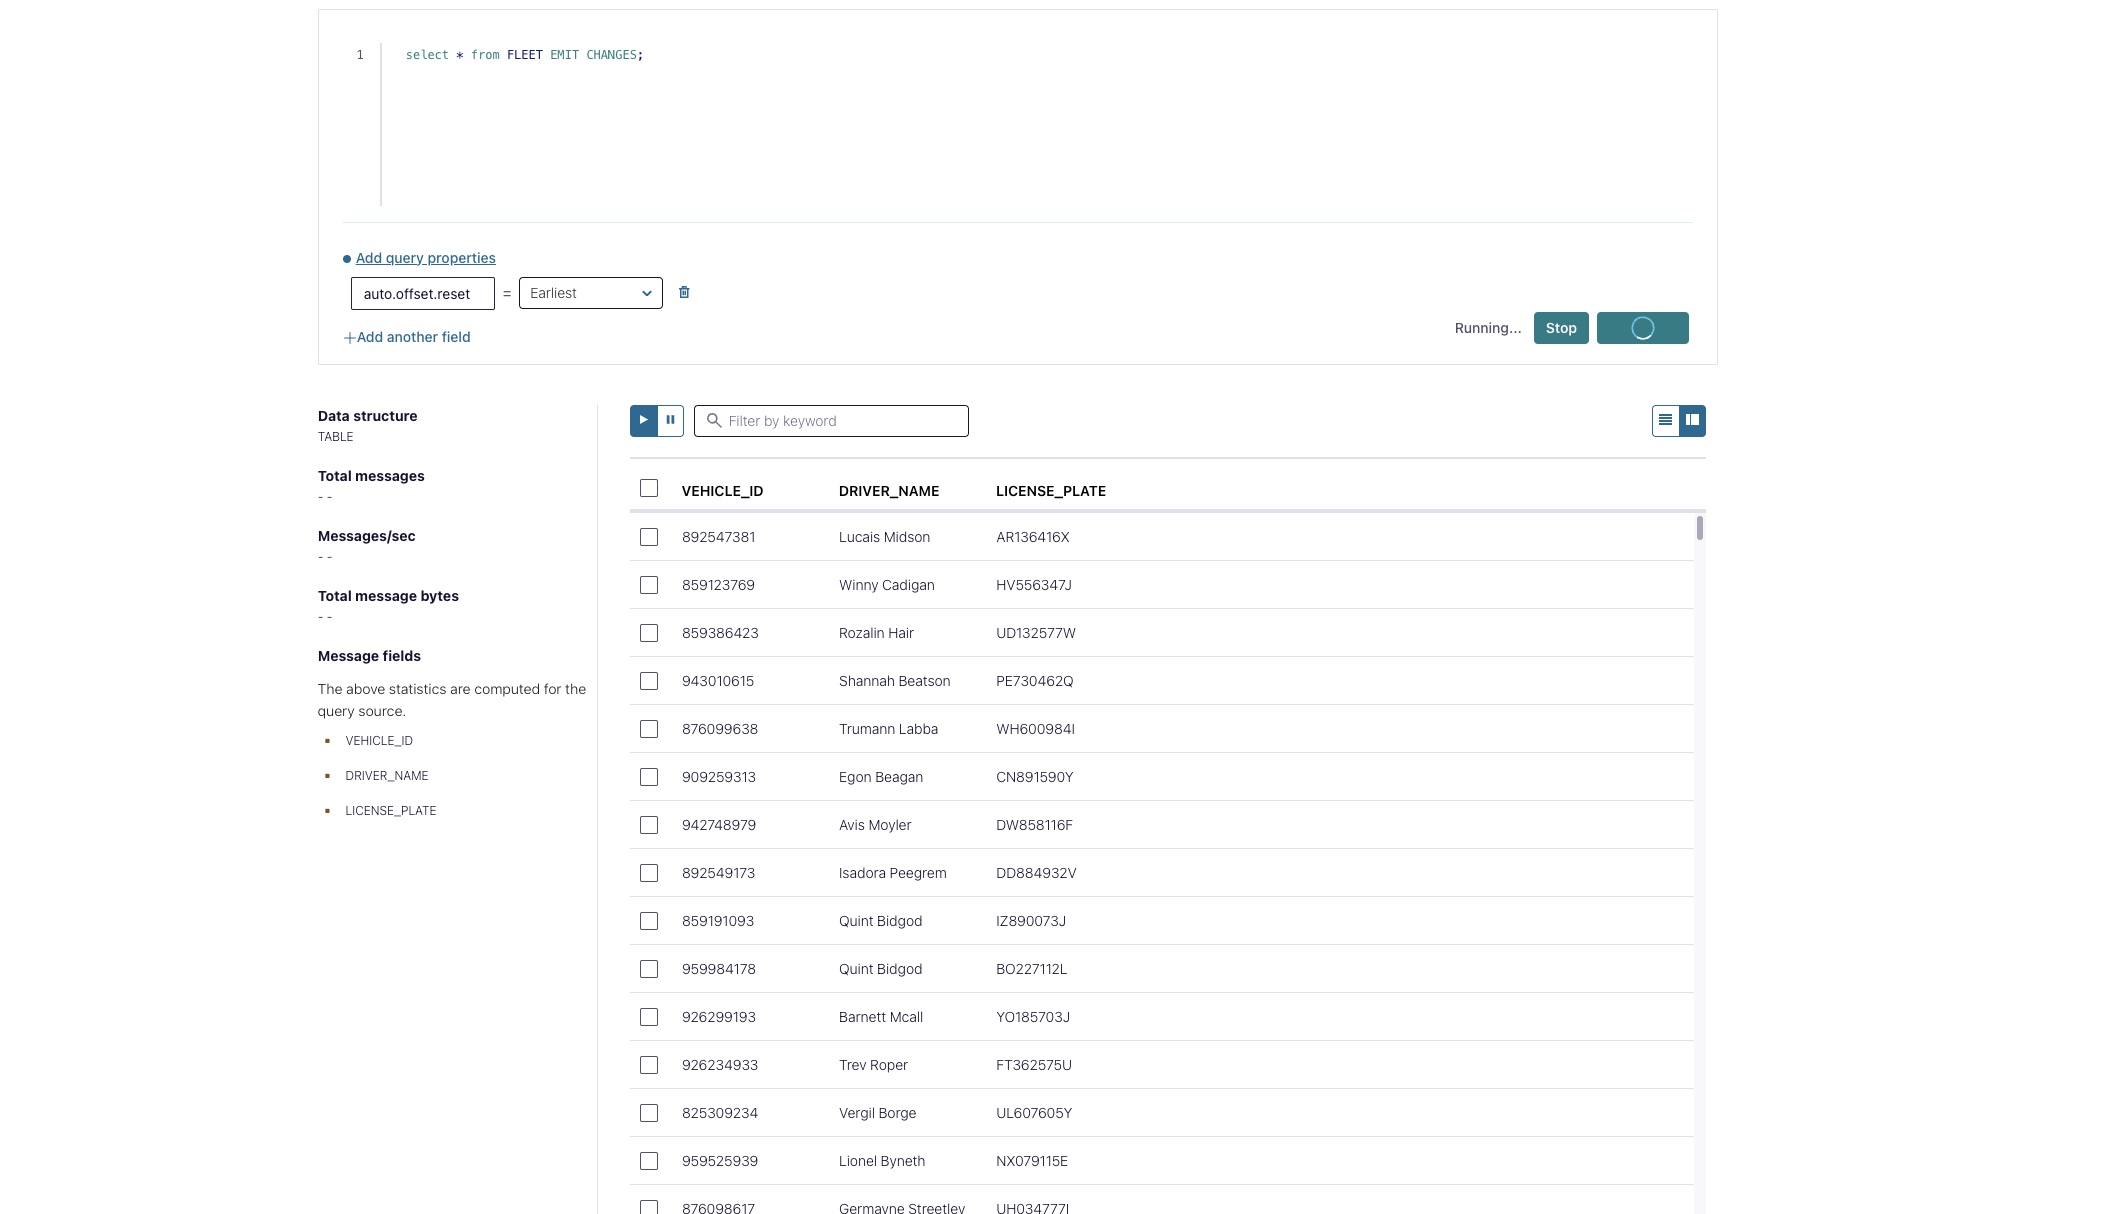 1 select * from FLEET EMIT CHANGES;
Add query properties
auto.offset.reset = Earliest
+Add another field
Running... Stop
Data structure
TABLE
Total messages
- -
Messages/sec
- -
Total message bytes
- -
Message fields
The above statistics are computed for the
query source.
VEHICLE_ID
DRIVER_NAME
LICENSE_PLATE
Filter by keyword
VEHICLE_ID DRIVER_NAME LICENSE_PLATE
892547381 Lucais Midson AR136416X
859123769 Winny Cadigan HV556347J
859386423 Rozalin Hair UD132577W
943010615 Shannah Beatson PE730462Q
876099638 Trumann Labba WH600984I
909259313 Egon Beagan CN891590Y
942748979 Avis Moyler DW858116F
892549173 Isadora Peegrem DD884932V
859191093 Quint Bidgod IZ890073J
959984178 Quint Bidgod BO227112L
926299193 Barnett Mcall YO185703J
926234933 Trev Roper FT362575U
825309234 Vergil Borge UL607605Y
959525939 Lionel Byneth NX079115E
876098617 Germayne Streetley UH034777I